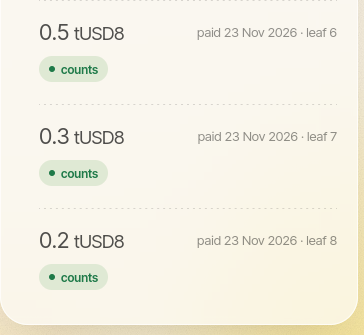 0.5 tUSD8 paid 23 Nov 2026 · leaf 6
counts
0.3 tUSD8 paid 23 Nov 2026 · leaf 7
counts
0.2 tUSD8 paid 23 Nov 2026 · leaf 8
counts